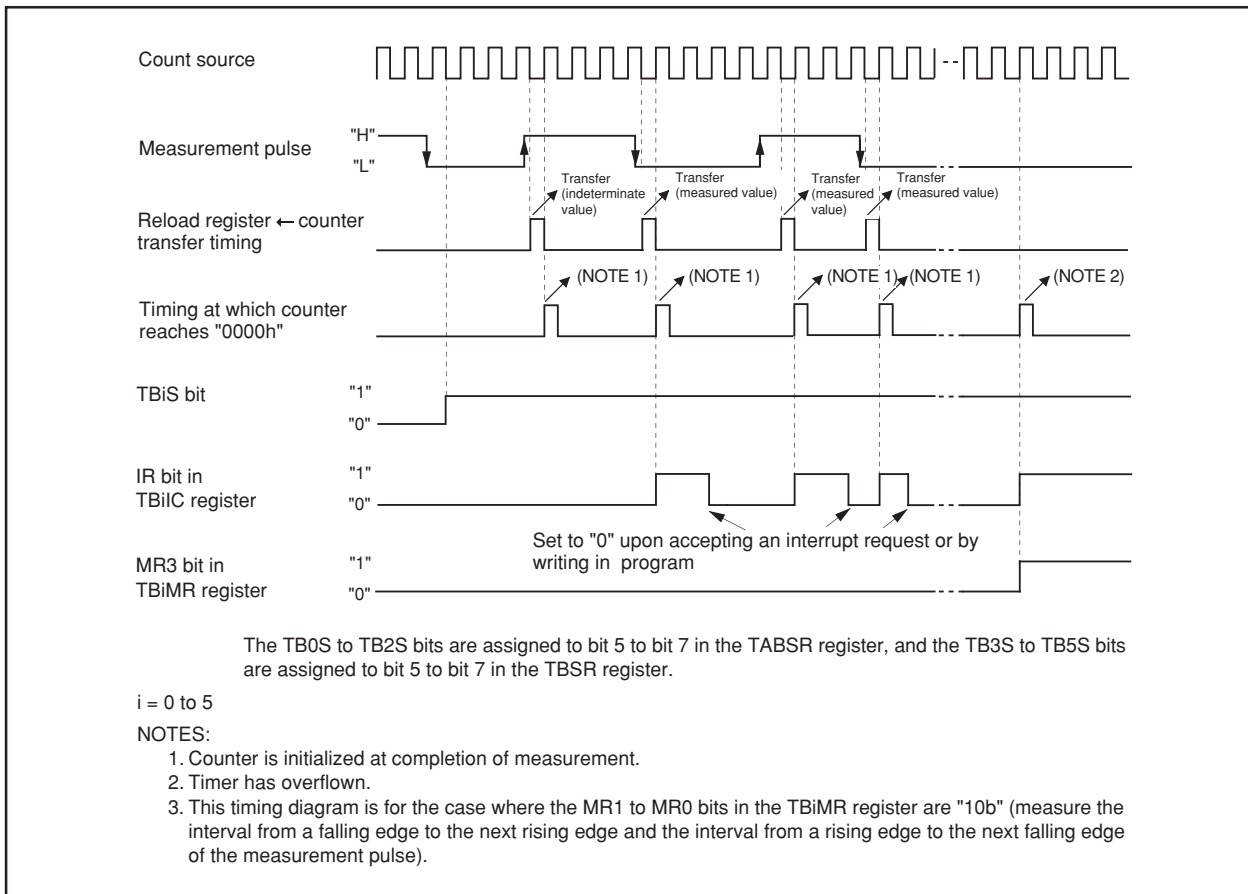 Count source
Measurement pulse
"H"
"L"
Transfer
(indeterminate
value)
Transfer
(measured value)
Transfer
(measured
value)
Transfer
(measured value)
Reload register ← counter
transfer timing
(NOTE 1)
(NOTE 1)
(NOTE 1)
(NOTE 1)
(NOTE 2)
Timing at which counter
reaches "0000h"
TBiS bit
"1"
"0"
IR bit in
TBiIC register
"1"
"0"
Set to "0" upon accepting an interrupt request or by
writing in program
MR3 bit in
TBiMR register
"1"
"0"
The TB0S to TB2S bits are assigned to bit 5 to bit 7 in the TABSR register, and the TB3S to TB5S bits
are assigned to bit 5 to bit 7 in the TBSR register.
i = 0 to 5
NOTES:
1. Counter is initialized at completion of measurement.
2. Timer has overflown.
3. This timing diagram is for the case where the MR1 to MR0 bits in the TBiMR register are "10b" (measure the
interval from a falling edge to the next rising edge and the interval from a rising edge to the next falling edge
of the measurement pulse).